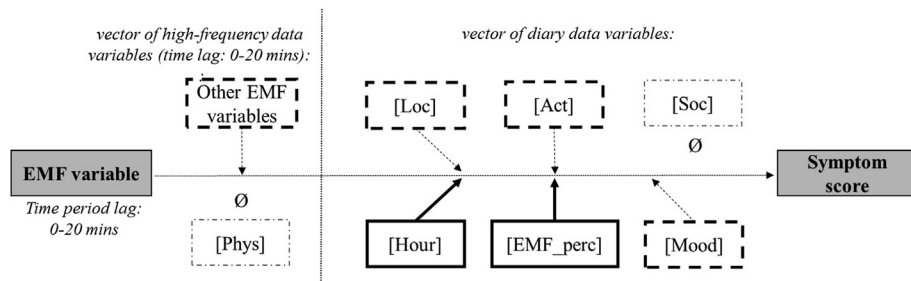 vector of high-frequency data
variables (time lag: 0-20 mins):
vector of diary data variables:
Other EMF
variables
[Loc]
[Act]
[Soc]
Ø
EMF variable
Symptom
score
Time period lag:
0-20 mins
Ø
[Phys]
[Hour]
[EMF_perc]
[Mood]